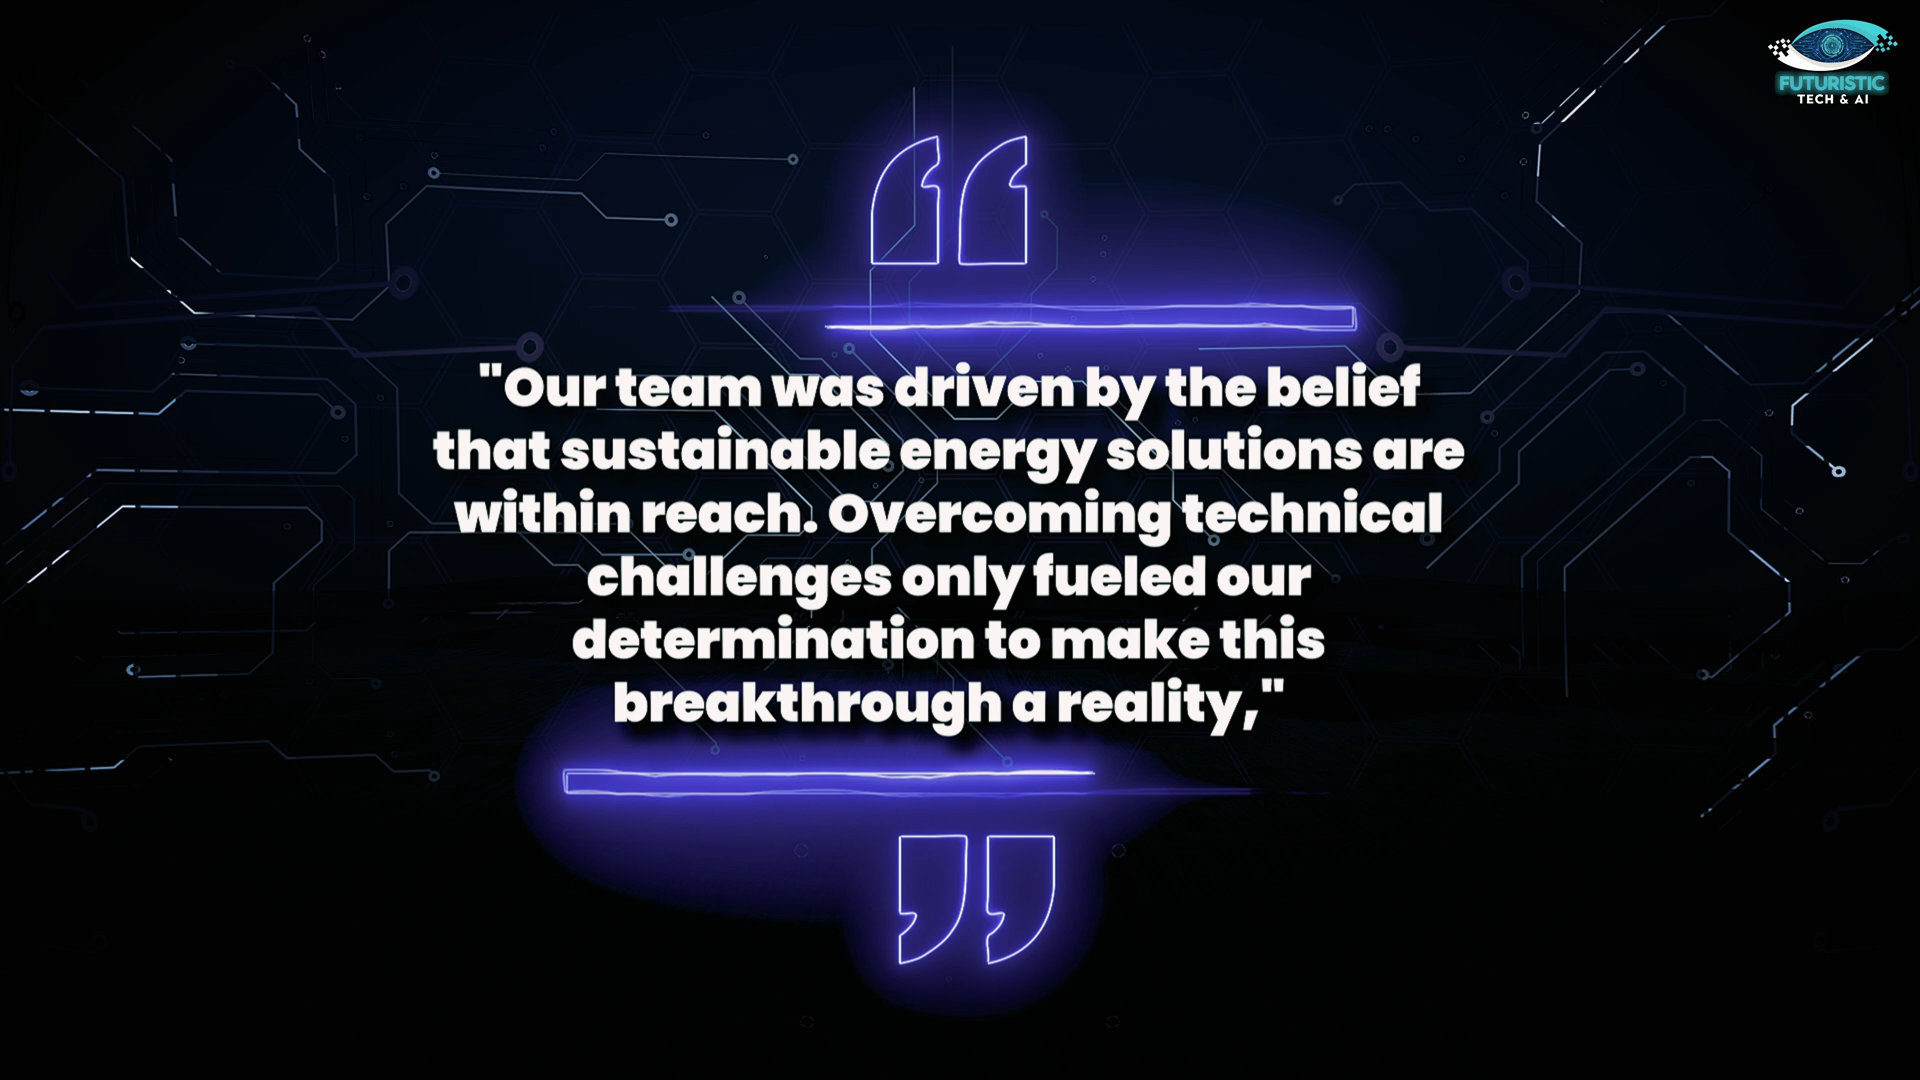 FUTURISTIC
TECH & AI
"Our team was driven by the belief
that sustainable energy solutions are
within reach. Overcoming technical
challenges only fueled our
determination to make this
breakthrough a reality,"